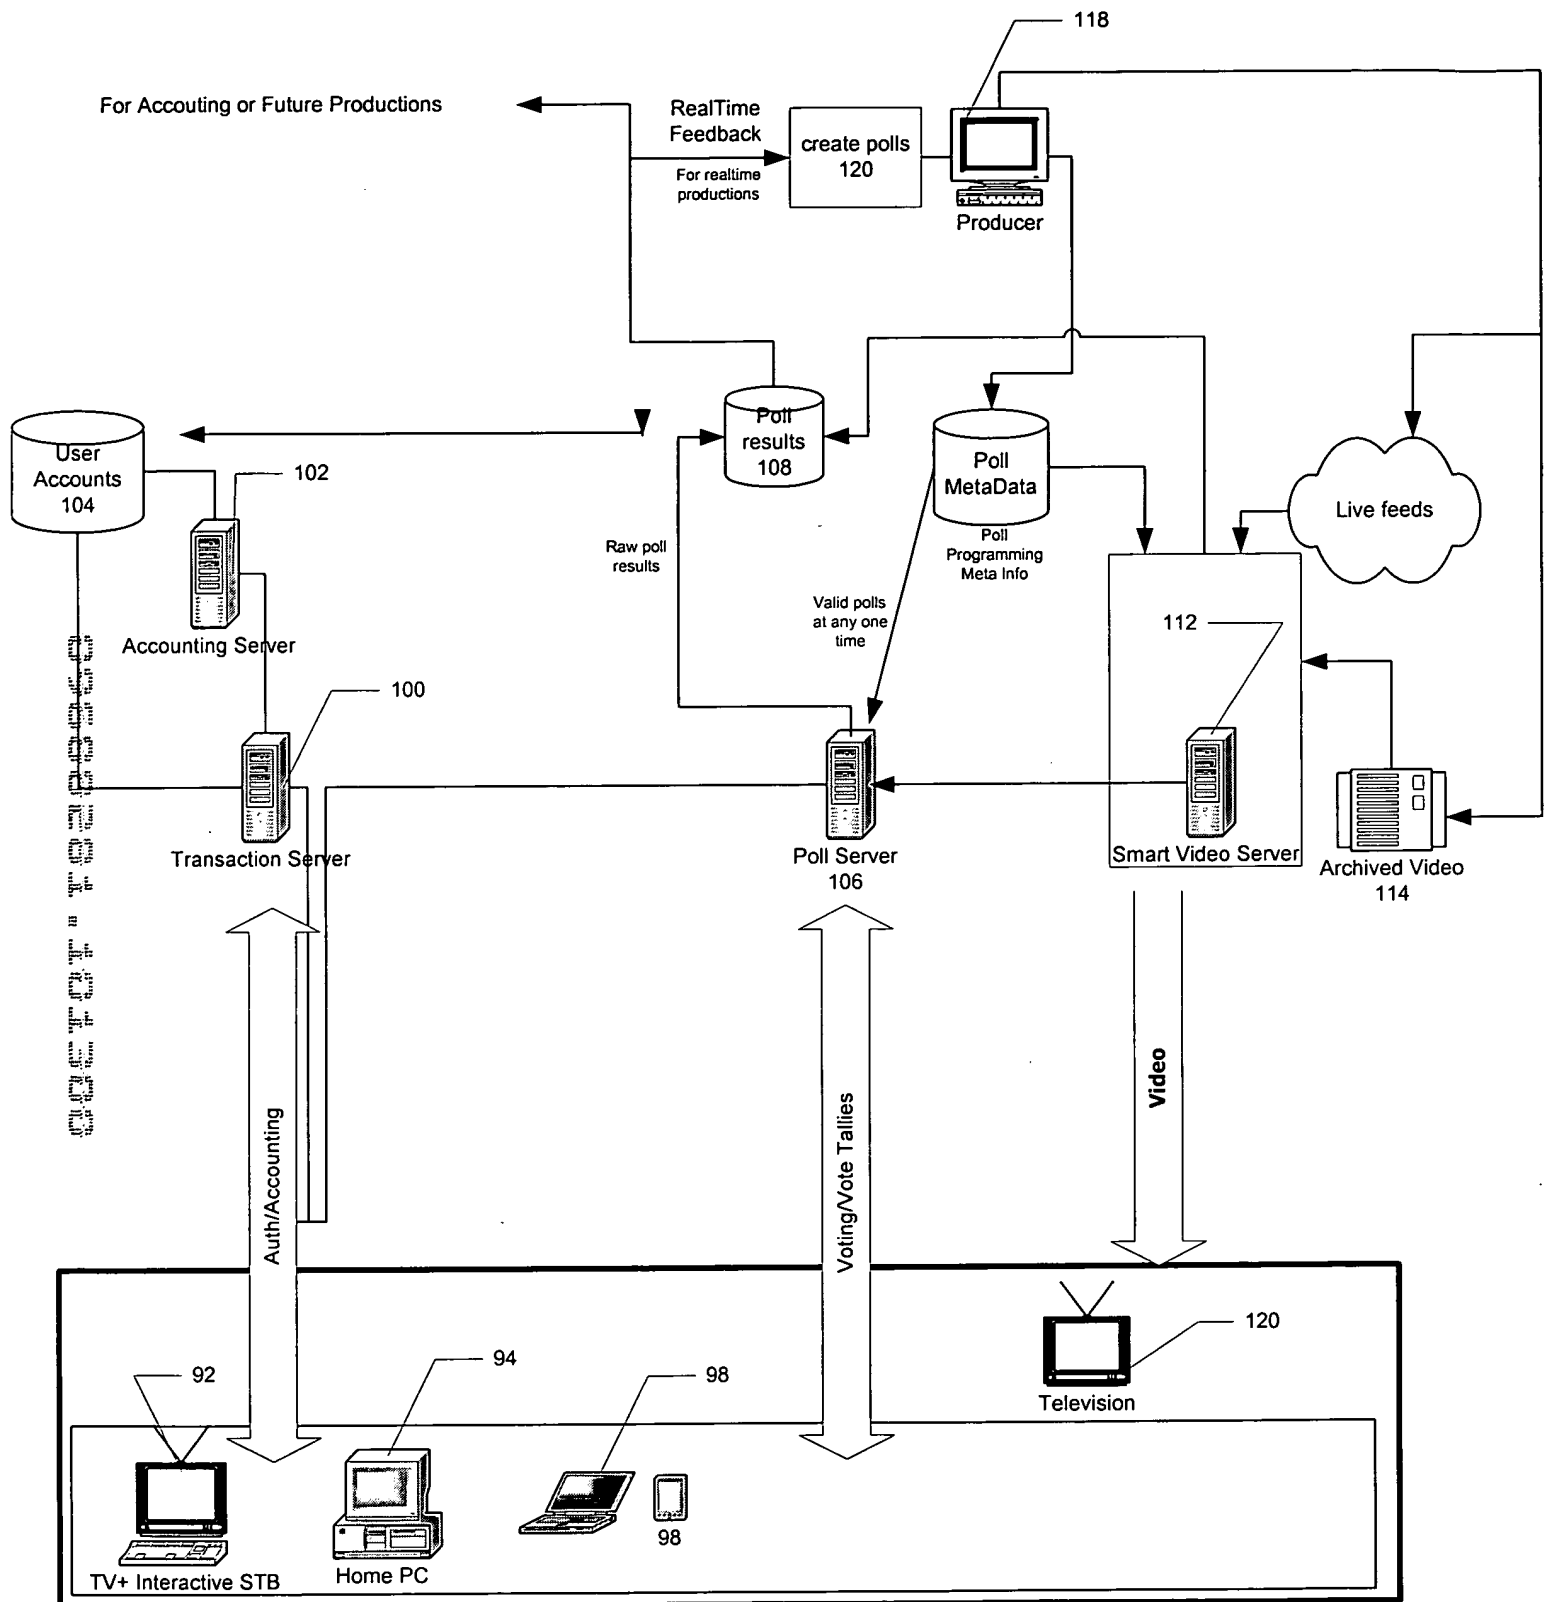 118
For Accouting or Future Productions
RealTime
Feedback
For realtime
productions
create polls
120
Producer
User
Accounts
104
102
Poll
results
108
Poll
MetaData
Poll
Programming
Meta Info
Live feeds
Raw poll
results
Valid polls
at any one
time
112
Accounting Server
100
Transaction Server
Poll Server
106
Smart Video Server
Archived Video
114
Auth/Accounting
Voting/Vote Tallies
Video
120
Television
92
94
98
98
TV+ Interactive STB
Home PC